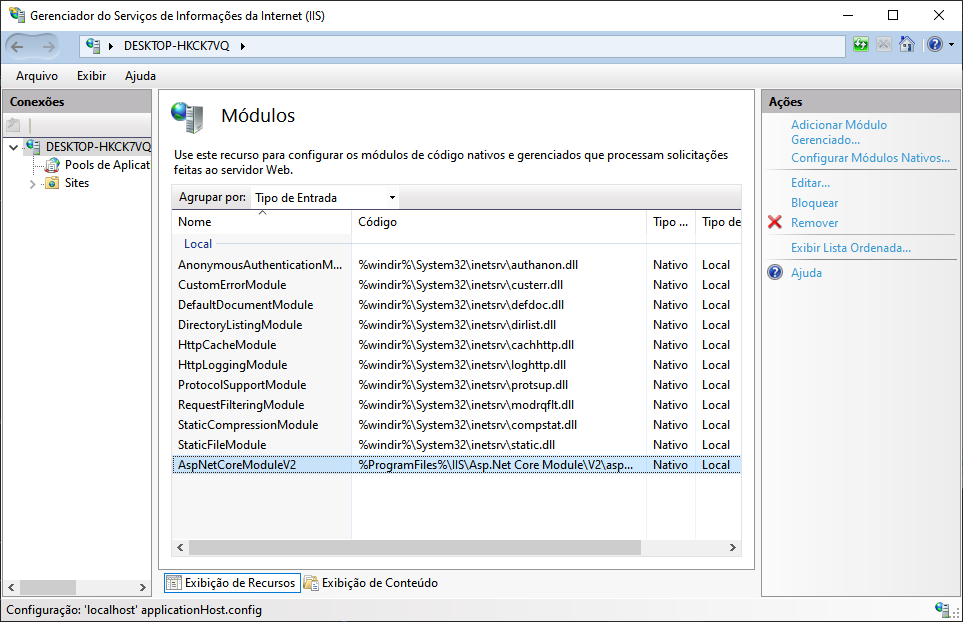 Gerenciador do Serviços de Informações da Internet (IIS)
DESKTOP-HKCK7VQ
Arquivo Exibir Ajuda
Conexões
DESKTOP-HKCK7VQ
Pools de Aplicat
Sites
Módulos
Use este recurso para configurar os módulos de código nativos e gerenciados que processam solicitações
feitas ao servidor Web.
Agrupar por: Tipo de Entrada
Nome Código Tipo ... Tipo de
Local
AnonymousAuthenticationM... %windir%\System32\inetsrv\authanon.dll Nativo Local
CustomErrorModule %windir%\System32\inetsrv\custerr.dll Nativo Local
DefaultDocumentModule %windir%\System32\inetsrv\defdoc.dll Nativo Local
DirectoryListingModule %windir%\System32\inetsrv\dirlist.dll Nativo Local
HttpCacheModule %windir%\System32\inetsrv\cachhttp.dll Nativo Local
HttpLoggingModule %windir%\System32\inetsrv\loghttp.dll Nativo Local
ProtocolSupportModule %windir%\System32\inetsrv\protsup.dll Nativo Local
RequestFilteringModule %windir%\System32\inetsrv\modrqflt.dll Nativo Local
StaticCompressionModule %windir%\System32\inetsrv\compstat.dll Nativo Local
StaticFileModule %windir%\System32\inetsrv\static.dll Nativo Local
AspNetCoreModuleV2 %ProgramFiles%\IIS\Asp.Net Core Module\V2\asp... Nativo Local
Exibição de Recursos Exibição de Conteúdo
Ações
Adicionar Módulo
Gerenciado...
Configurar Módulos Nativos...
Editar...
Bloquear
Remover
Exibir Lista Ordenada...
Ajuda
Configuração: 'localhost' applicationHost.config